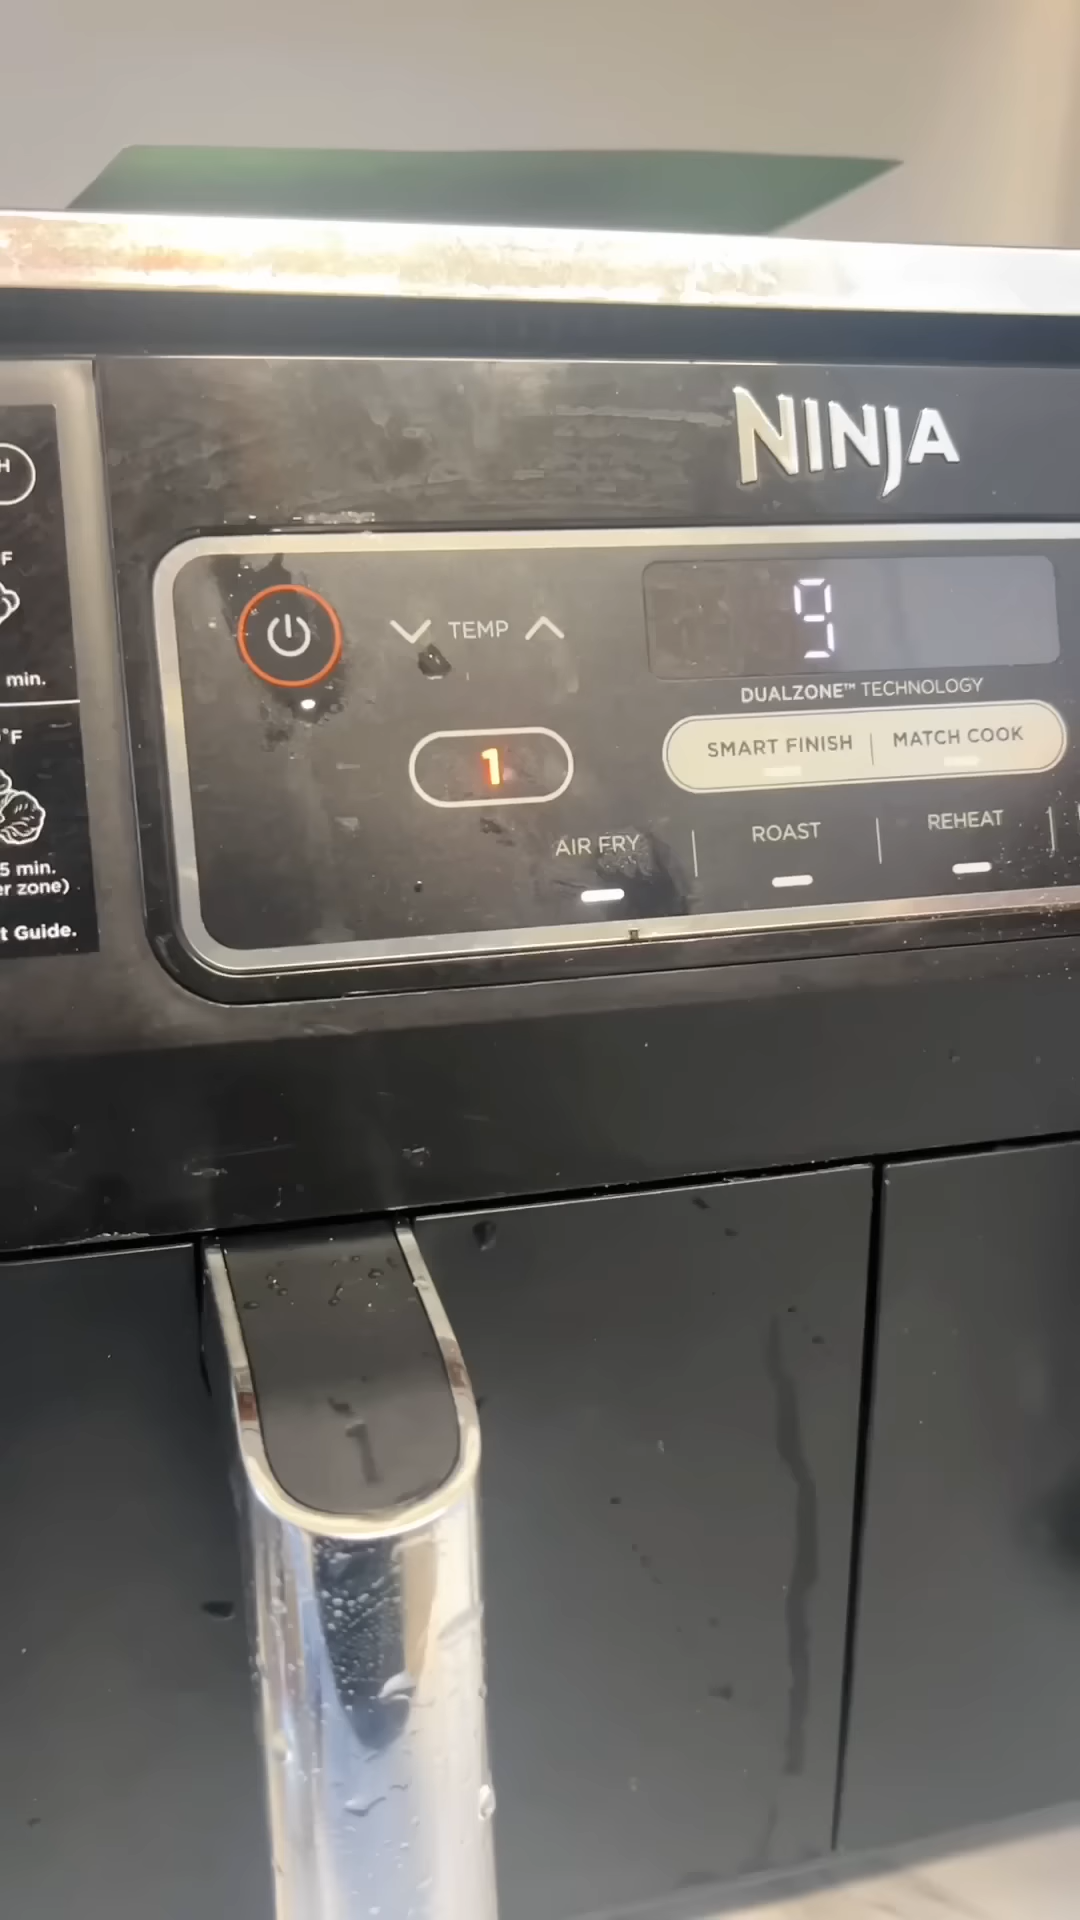 NINJA
H
F
min.
°F
5 min.
er zone)
t Guide.
TEMP
9
DUALZONE™ TECHNOLOGY
SMART FINISH | MATCH COOK
1
AIR FRY | ROAST | REHEAT |
1